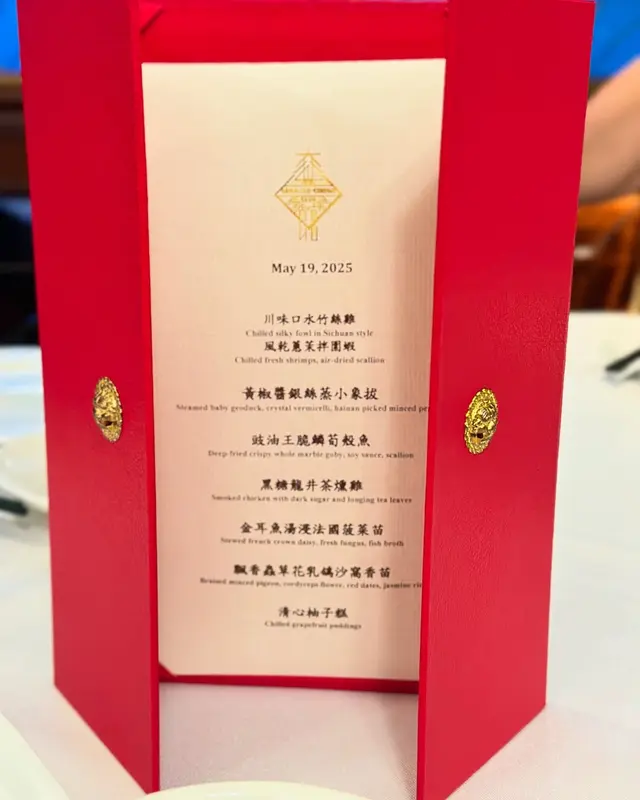 May 19, 2025
川味口水竹絲雞
Chilled silky fowl in Sichuan style
風乾蔥菜拌圍蝦
Chilled fresh shrimps, air-dried scallion
黃椒醬銀絲蒸小象拔
Steamed baby geoduck, crystal vermicelli, hainan picked minced
豉油王脆鱗筍殼魚
Deep fried crispy whole marble goby, soy sauce, scallion
黑糖龍井茶燻雞
Smoked chicken with dark sugar and longing tea leaves
金耳魚湯浸法國菠菜苗
Stewed french crown daisy, fresh fungus, fish broth
飄香蟲草花乳鴿沙窩香苗
Braised minced pigeon, cordyceps flower, red dates, jasmine
清心柚子糕
Chilled grapefruit puddings